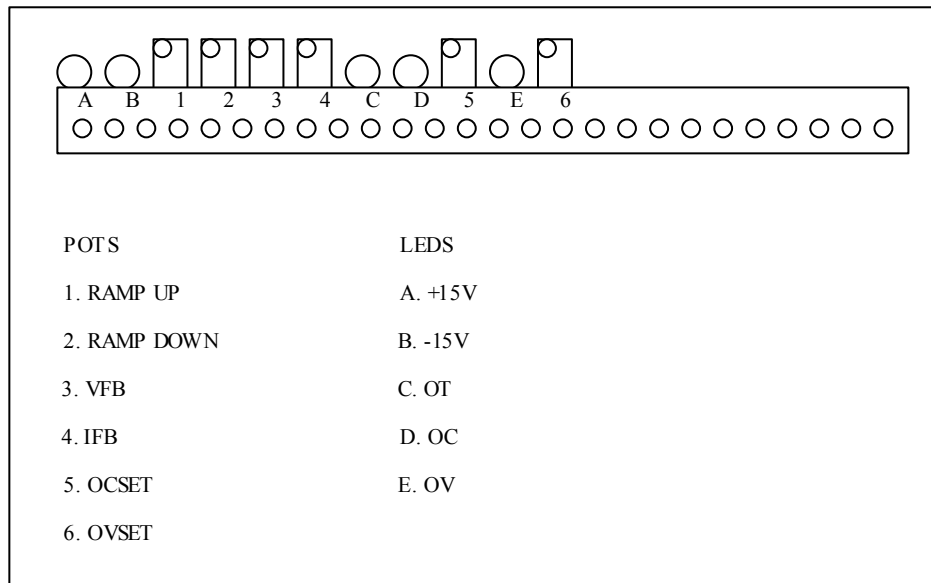 A B 1 2 3 4 C D 5 E 6
POTS LEDS
1. RAMP UP A. +15V
2. RAMP DOWN B. -15V
3. VFB C. OT
4. IFB D. OC
5. OCSET E. OV
6. OVSET